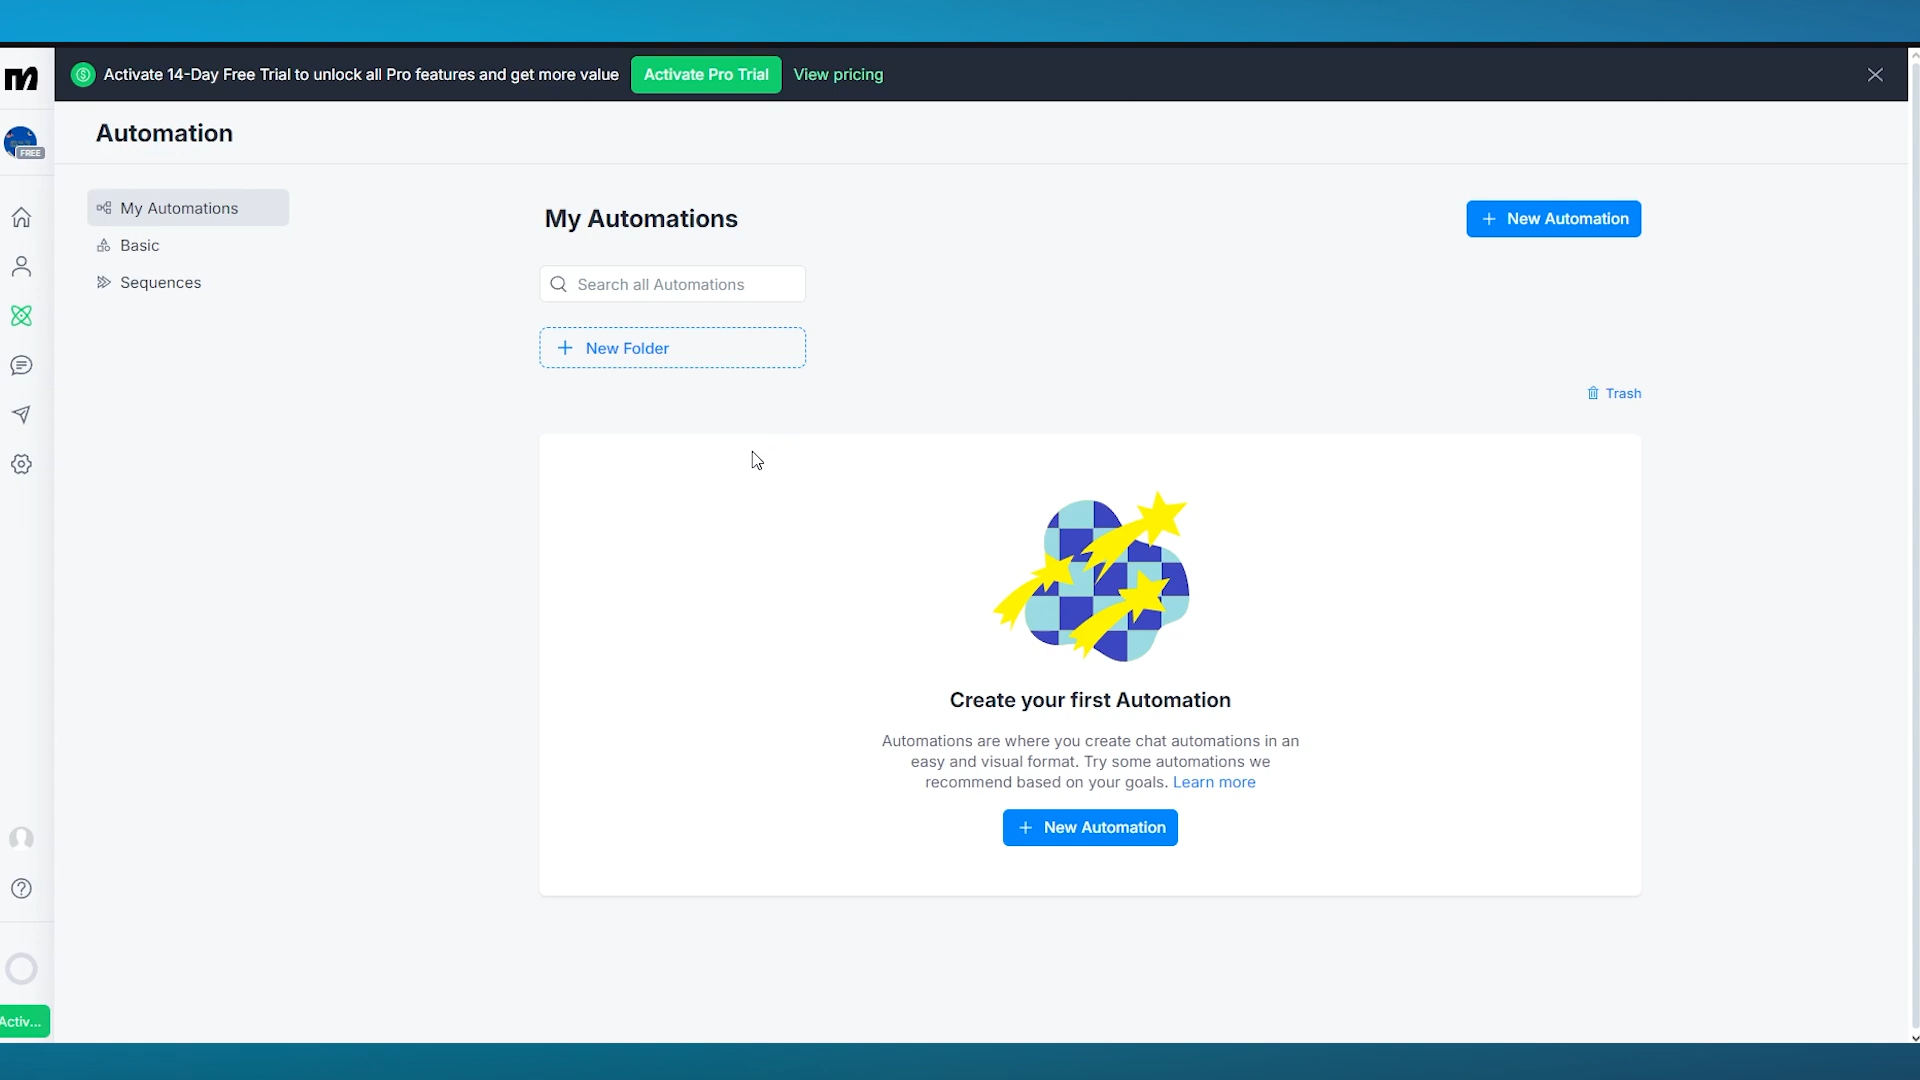 Activate 14-Day Free Trial to unlock all Pro features and get more value Activate Pro Trial View pricing
FREE
Automation
My Automations
Basic
Sequences
My Automations
New Automation
Search all Automations
New Folder
Trash
Create your first Automation
Automations are where you create chat automations in an
easy and visual format. Try some automations we
recommend based on your goals. Learn more
New Automation
Activ...